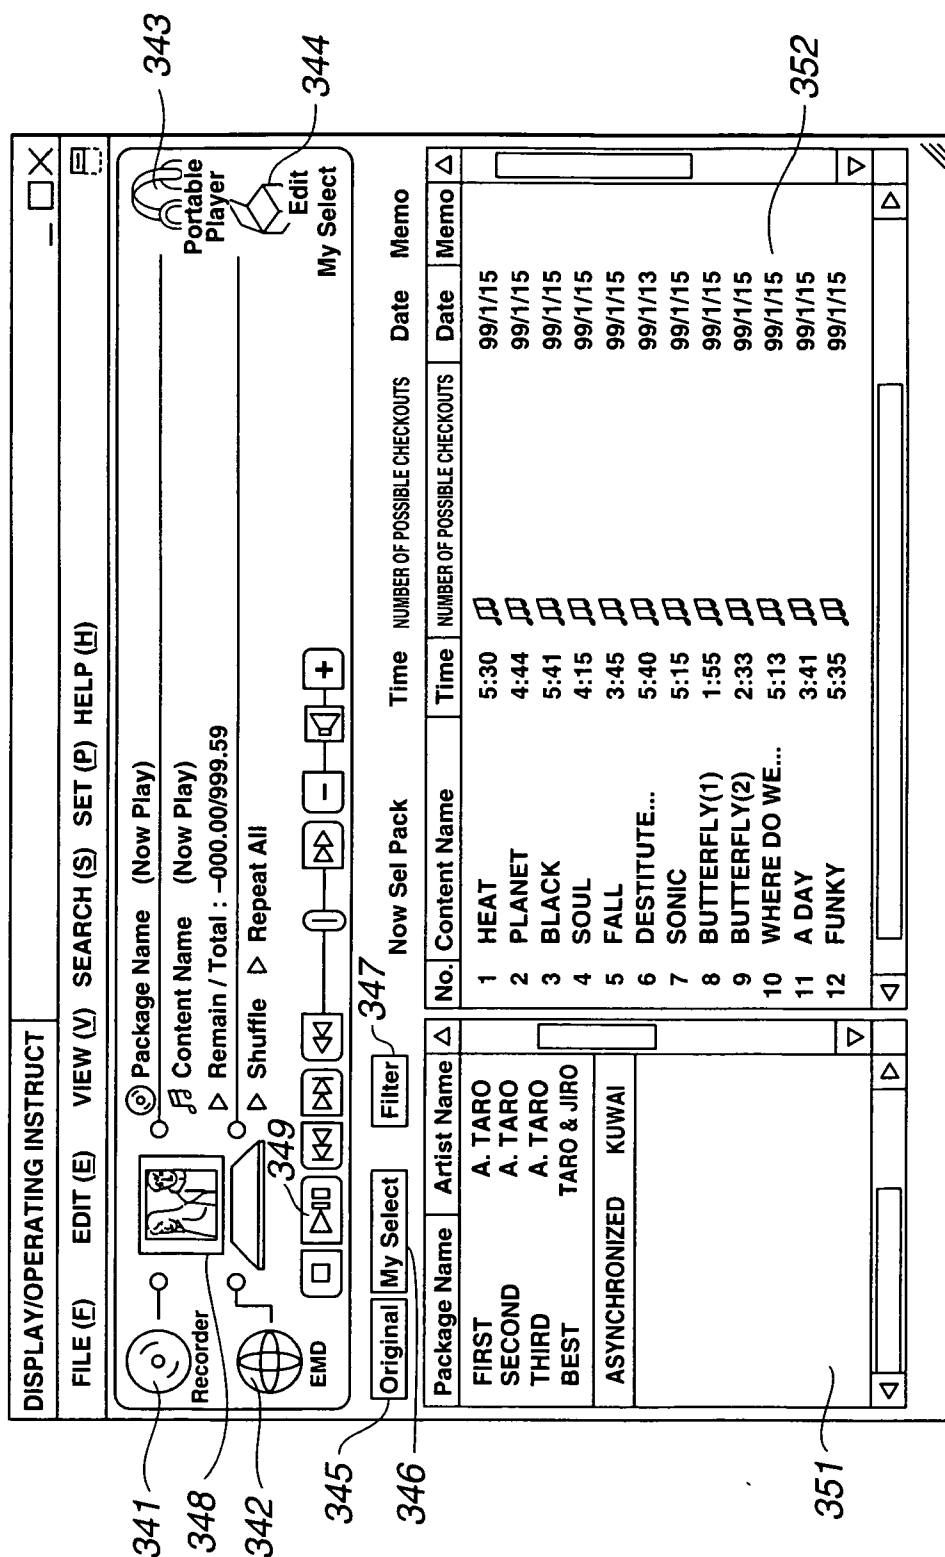 DISPLAY/OPERATING INSTRUCT
FILE (F) EDIT (E) VIEW (V) SEARCH (S) SET (P) HELP (H)
341
348
342
Recorder
EMD
Package Name (Now Play)
Content Name (Now Play)
Remain / Total : –000.00/999.59
Shuffle Repeat All
349
Portable
Player
343
Edit
344
My Select
– +
345
346
347
Original My Select Filter
Now Sel Pack Time NUMBER OF POSSIBLE CHECKOUTS Date Memo
Package Name Artist Name
FIRST A. TARO
SECOND A. TARO
THIRD A. TARO
BEST TARO & JIRO
ASYNCHRONIZED KUWAI
351
No. Content Name Time NUMBER OF POSSIBLE CHECKOUTS Date Memo
1 HEAT 5:30 99/1/15
2 PLANET 4:44 99/1/15
3 BLACK 5:41 99/1/15
4 SOUL 4:15 99/1/15
5 FALL 3:45 99/1/15
6 DESTITUTE... 5:40 99/1/13
7 SONIC 5:15 99/1/15
8 BUTTERFLY(1) 1:55 99/1/15
9 BUTTERFLY(2) 2:33 99/1/15
10 WHERE DO WE... 5:13 99/1/15
11 A DAY 3:41 99/1/15
12 FUNKY 5:35 99/1/15
352